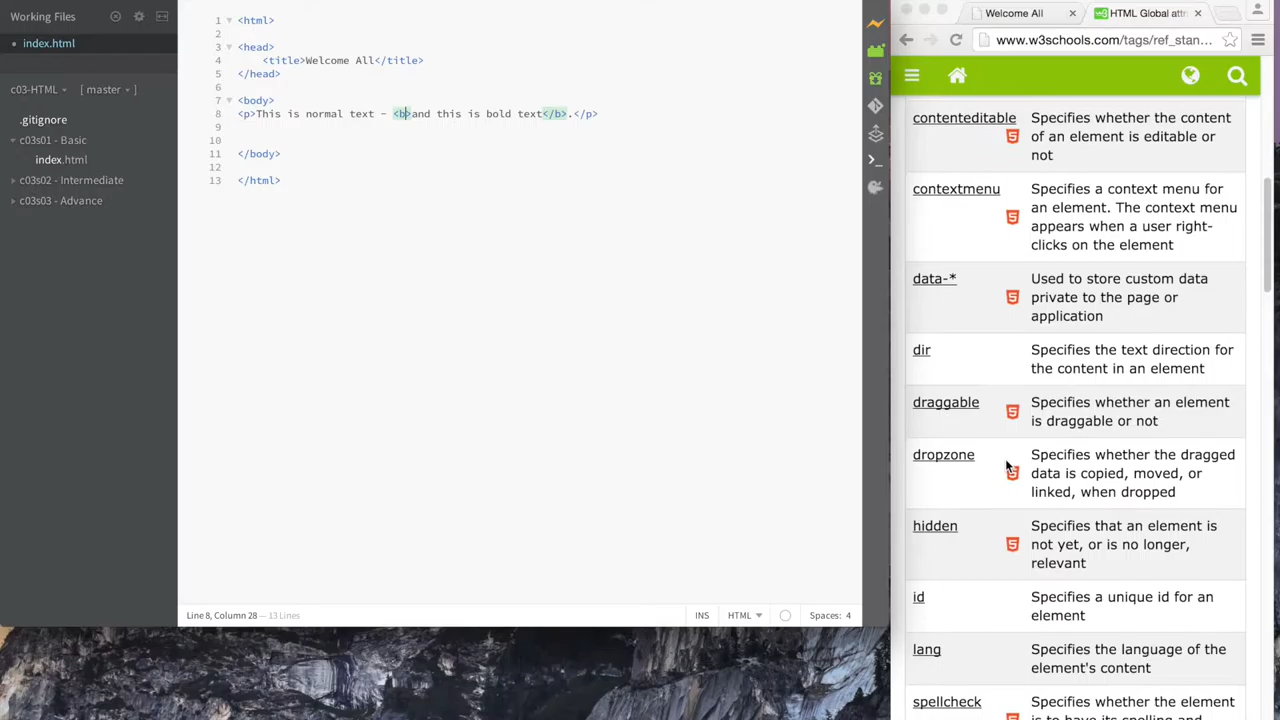 Working Files
index.html
c03-HTML
[ master ]
.gitignore
c03s01 - Basic
index.html
c03s02 - Intermediate
c03s03 - Advance
1 <html>
2
3 <head>
4 <title>Welcome All</title>
5 </head>
6
7 <body>
8 <p>This is normal text - <b>and this is bold text</b>.</p>
9
10
11 </body>
12
13 </html>
Line 8, Column 28 — 13 Lines
INS
HTML
Spaces: 4
Welcome All
HTML Global attr
www.w3schools.com/tags/ref_stan...
contenteditable
Specifies whether the content
of an element is editable or
not
contextmenu
Specifies a context menu for
an element. The context menu
appears when a user right-
clicks on the element
data-*
Used to store custom data
private to the page or
application
dir
Specifies the text direction for
the content in an element
draggable
Specifies whether an element
is draggable or not
dropzone
Specifies whether the dragged
data is copied, moved, or
linked, when dropped
hidden
Specifies that an element is
not yet, or is no longer,
relevant
id
Specifies a unique id for an
element
lang
Specifies the language of the
element's content
spellcheck
Specifies whether the element
is to have its spelling and